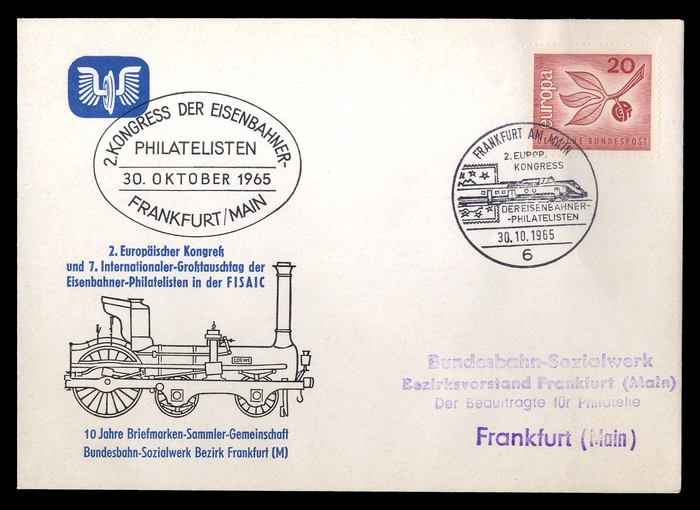 2. KONGRESS DER EISENBAHNER-
PHILATELISTEN
30. OKTOBER 1965
FRANKFURT/MAIN
2. Europäischer Kongreß
und 7. Internationaler-Großtauschtag der
Eisenbahner-Philatelisten in der FISAIC
LOEWE
10 Jahre Briefmarken-Sammler-Gemeinschaft
Bundesbahn-Sozialwerk Bezirk Frankfurt (M)
20
europa
CEPT
DEUTSCHE BUNDESPOST
FRANKFURT AM MAIN
2. EUROP.
KONGRESS
DER EISENBAHNER-
-PHILATELISTEN
30.10.1965
6
Bundesbahn-Sozialwerk
Bezirksvorstand Frankfurt (Main)
Der Beauftragte für Philatelie
Frankfurt (Main)